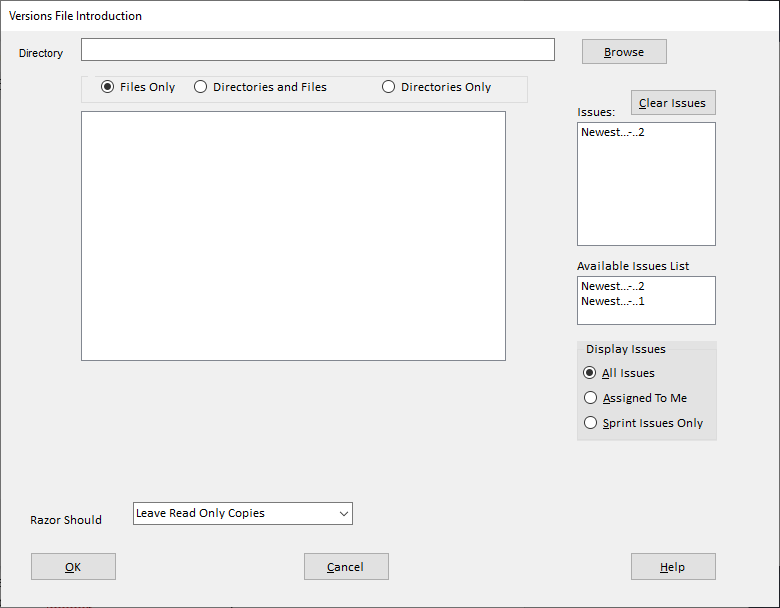 Versions File Introduction
Directory
Browse
Files Only
Directories and Files
Directories Only
Clear Issues
Issues:
Newest...-..2
Available Issues List
Newest...-..2
Newest...-..1
Display Issues
All Issues
Assigned To Me
Sprint Issues Only
Razor Should
Leave Read Only Copies
OK
Cancel
Help